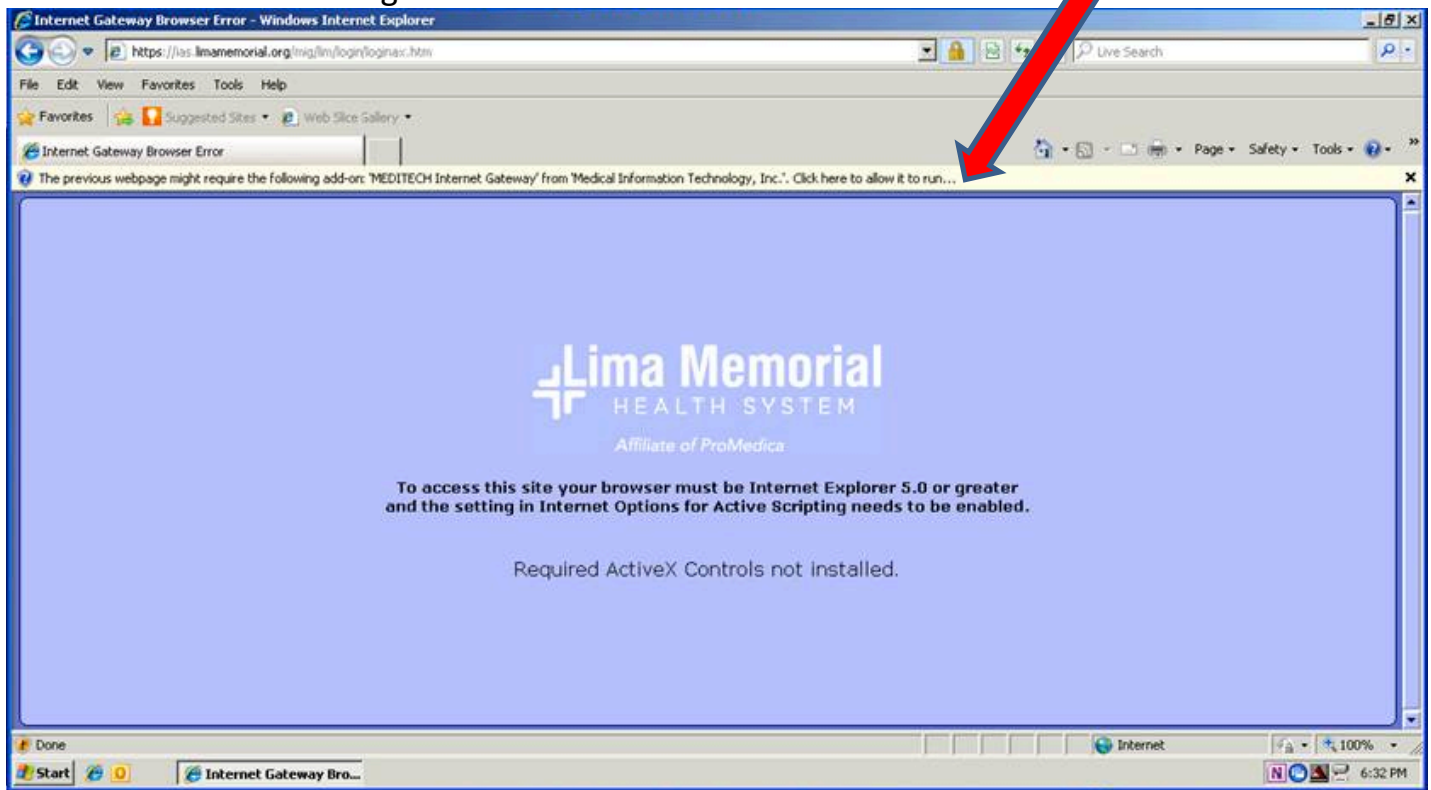 Internet Gateway Browser Error - Windows Internet Explorer
https://ias.limamemorial.org/mig/lim/login/loginax.htm
Live Search
File Edit View Favorites Tools Help
Favorites Suggested Sites Web Slice Gallery
Internet Gateway Browser Error
Page Safety Tools »
The previous webpage might require the following add-on: 'MEDITECH Internet Gateway' from 'Medical Information Technology, Inc.'. Click here to allow it to run...
Lima Memorial
HEALTH SYSTEM
Affiliate of ProMedica
To access this site your browser must be Internet Explorer 5.0 or greater
and the setting in Internet Options for Active Scripting needs to be enabled.
Required ActiveX Controls not installed.
Done Internet 100%
Start Internet Gateway Bro... N 6:32 PM